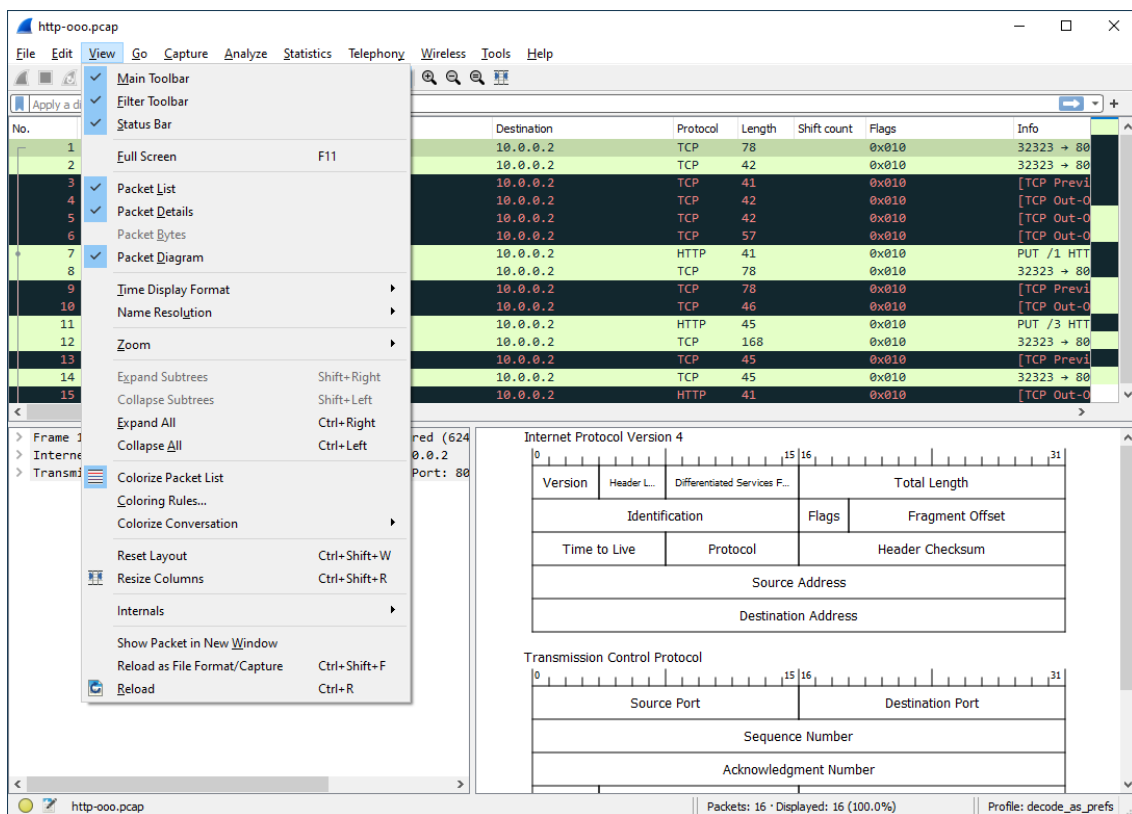 http-ooo.pcap
File Edit View Go Capture Analyze Statistics Telephony Wireless Tools Help
Apply a di
Main Toolbar
Filter Toolbar
Status Bar
Full Screen F11
Packet List
Packet Details
Packet Bytes
Packet Diagram
Time Display Format
Name Resolution
Zoom
Expand Subtrees Shift+Right
Collapse Subtrees Shift+Left
Expand All Ctrl+Right
Collapse All Ctrl+Left
Colorize Packet List
Coloring Rules...
Colorize Conversation
Reset Layout Ctrl+Shift+W
Resize Columns Ctrl+Shift+R
Internals
Show Packet in New Window
Reload as File Format/Capture Ctrl+Shift+F
Reload Ctrl+R
No. Destination Protocol Length Shift count Flags Info
1 10.0.0.2 TCP 78 0x010 32323 → 80
2 10.0.0.2 TCP 42 0x010 32323 → 80
3 10.0.0.2 TCP 41 0x010 [TCP Previ
4 10.0.0.2 TCP 42 0x010 [TCP Out-O
5 10.0.0.2 TCP 42 0x010 [TCP Out-O
6 10.0.0.2 TCP 57 0x010 [TCP Out-O
7 10.0.0.2 HTTP 41 0x010 PUT /1 HTT
8 10.0.0.2 TCP 78 0x010 32323 → 80
9 10.0.0.2 TCP 78 0x010 [TCP Previ
10 10.0.0.2 TCP 46 0x010 [TCP Out-O
11 10.0.0.2 HTTP 45 0x010 PUT /3 HTT
12 10.0.0.2 TCP 168 0x010 32323 → 80
13 10.0.0.2 TCP 45 0x010 [TCP Previ
14 10.0.0.2 TCP 45 0x010 32323 → 80
15 10.0.0.2 HTTP 41 0x010 [TCP Out-O
Frame 1 red (624
Interne 0.0.2
Transmi Port: 80
Internet Protocol Version 4
0 15 16 31
Version Header L... Differentiated Services F... Total Length
Identification Flags Fragment Offset
Time to Live Protocol Header Checksum
Source Address
Destination Address
Transmission Control Protocol
0 15 16 31
Source Port Destination Port
Sequence Number
Acknowledgment Number
http-ooo.pcap Packets: 16 · Displayed: 16 (100.0%) Profile: decode_as_prefs